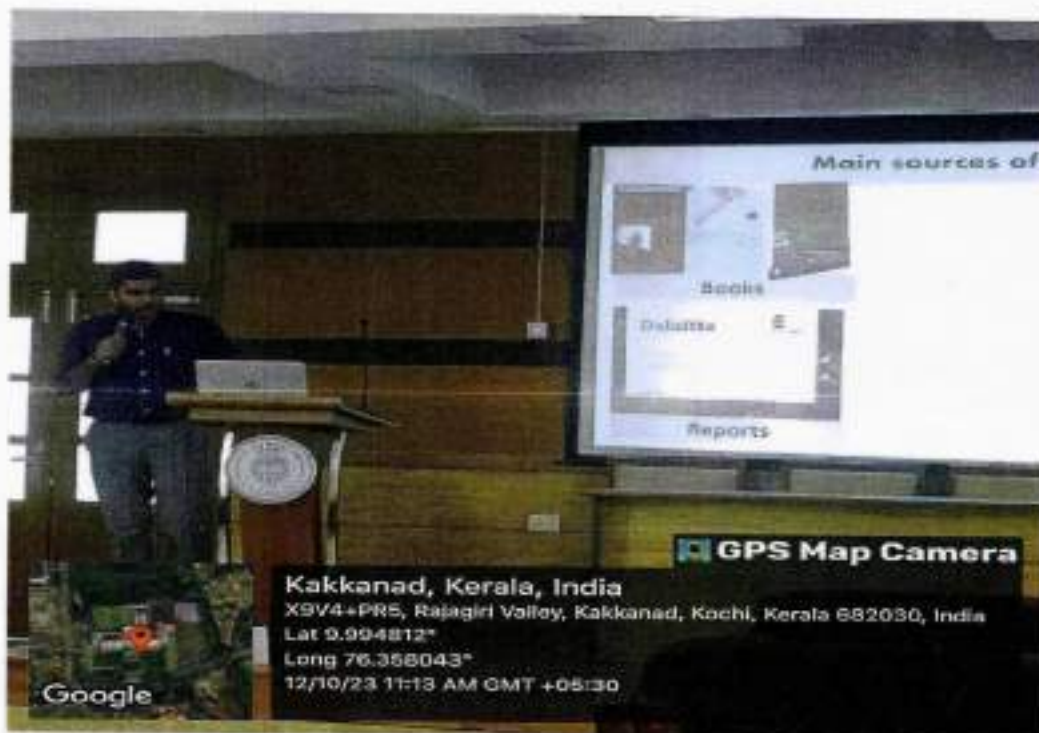 Main sources of
Books
Deloitte
Reports
GPS Map Camera
Kakkanad, Kerala, India
X9V4+PR5, Rajagiri Valley, Kakkanad, Kochi, Kerala 682030, India
Lat 9.994812°
Long 76.358043°
12/10/23 11:13 AM GMT +05:30
Google